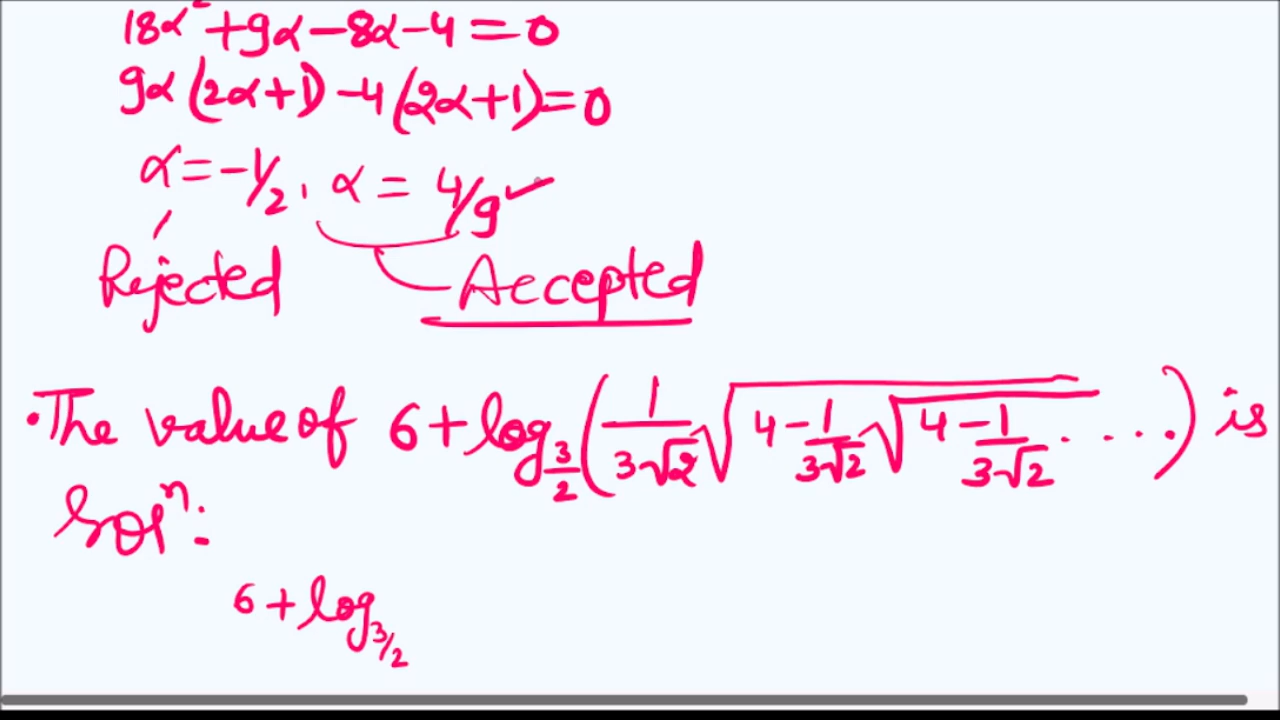 18α²+9α-8α-4=0
9α(2α+1)-4(2α+1)=0
α=-1/2, α=4/9✓
Rejected Accepted
•The value of 6+log_{3/2}(1/(3√2)√(4-1/(3√2)√(4-1/(3√2).....) is
Solⁿ:
6+log_{3/2}